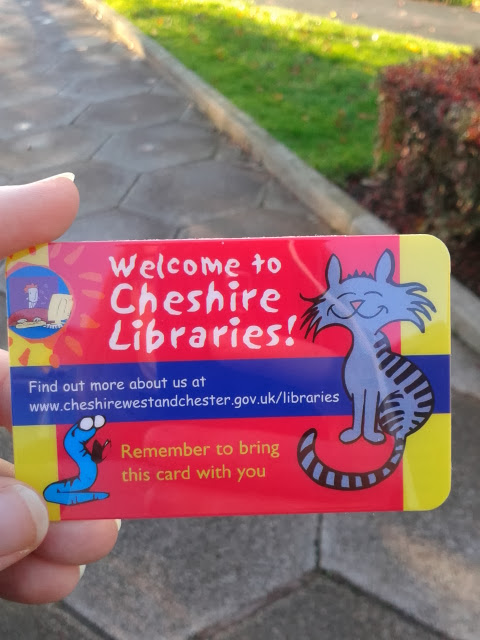 Welcome to
Cheshire
Libraries!
Find out more about us at
www.cheshirewestandchester.gov.uk/libraries
Remember to bring
this card with you